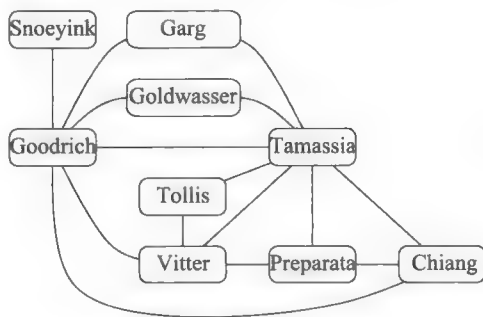 Snoeyink
Garg
Goldwasser
Goodrich
Tamassia
Tollis
Vitter
Preparata
Chiang